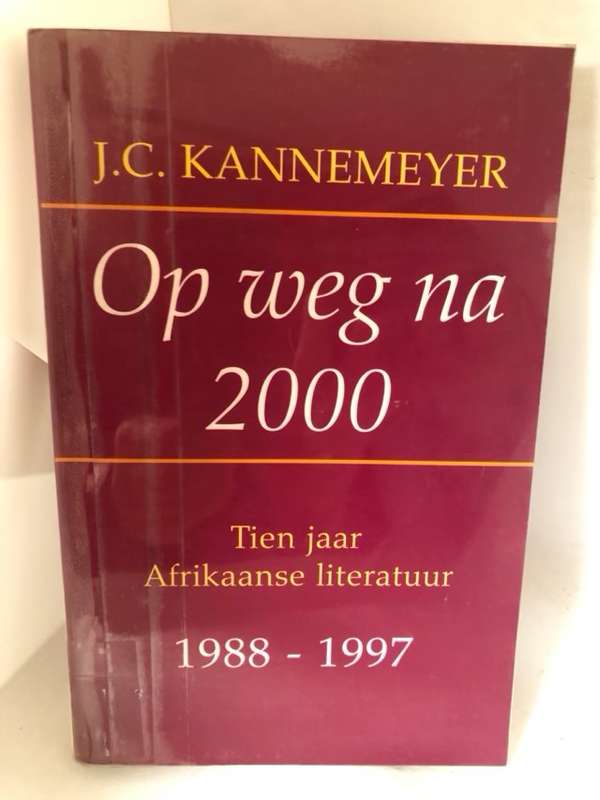 J.C. KANNEMEYER
Op weg na
2000
Tien jaar
Afrikaanse literatuur
1988 - 1997